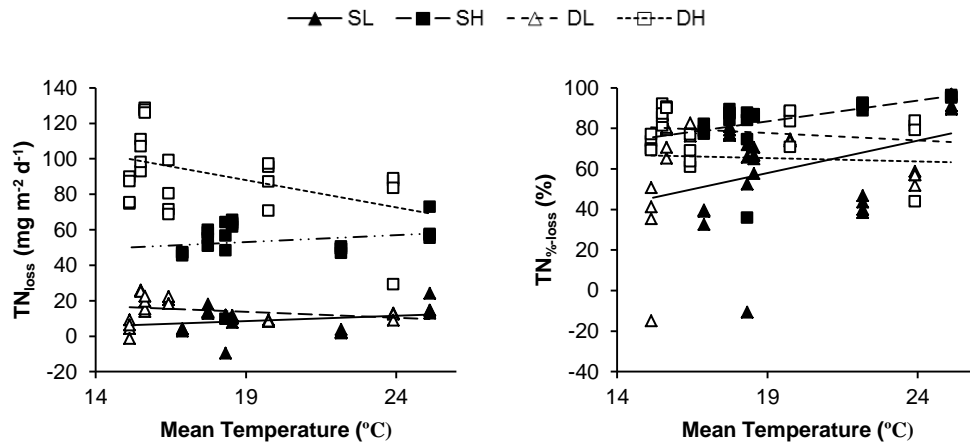 SL SH DL DH
TN loss (mg m-2 d-1)
140
120
100
80
60
40
20
0
-20
14 19 24
Mean Temperature (ºC)
TN %-loss (%)
100
80
60
40
20
0
-20
-40
14 19 24
Mean Temperature (ºC)